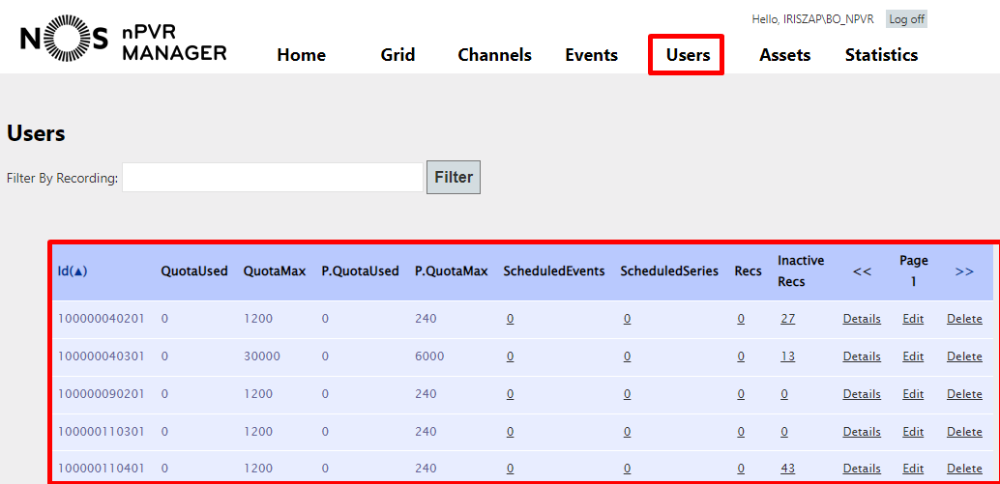 Hello, IRISZAP\BO_NPVR Log off
NOS nPVR MANAGER
Home Grid Channels Events Users Assets Statistics
Users
Filter By Recording: Filter
Id(▲) QuotaUsed QuotaMax P.QuotaUsed P.QuotaMax ScheduledEvents ScheduledSeries Recs Inactive Recs << Page 1 >>
100000040201 0 1200 0 240 0 0 0 27 Details Edit Delete
100000040301 0 30000 0 6000 0 0 0 13 Details Edit Delete
100000090201 0 1200 0 240 0 0 0 0 Details Edit Delete
100000110301 0 1200 0 240 0 0 0 0 Details Edit Delete
100000110401 0 1200 0 240 0 0 0 43 Details Edit Delete